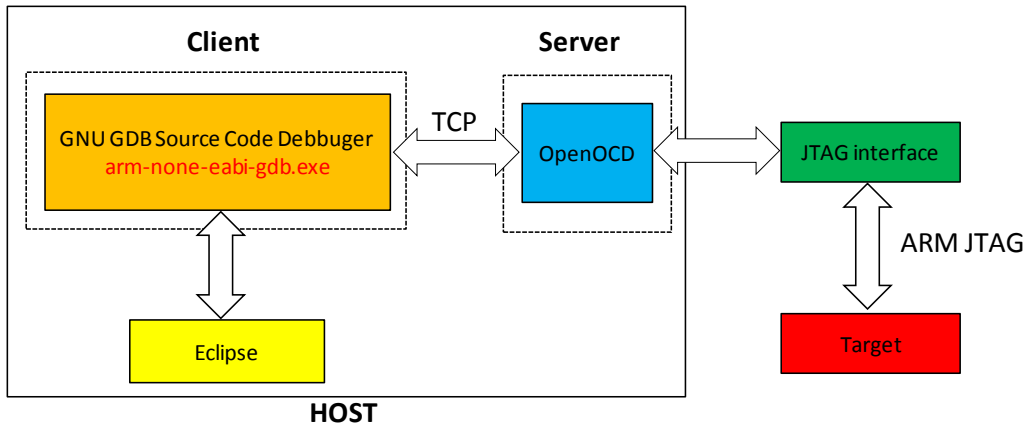 Client
Server
GNU GDB Source Code Debbuger
arm-none-eabi-gdb.exe
TCP
OpenOCD
JTAG interface
ARM JTAG
Eclipse
Target
HOST